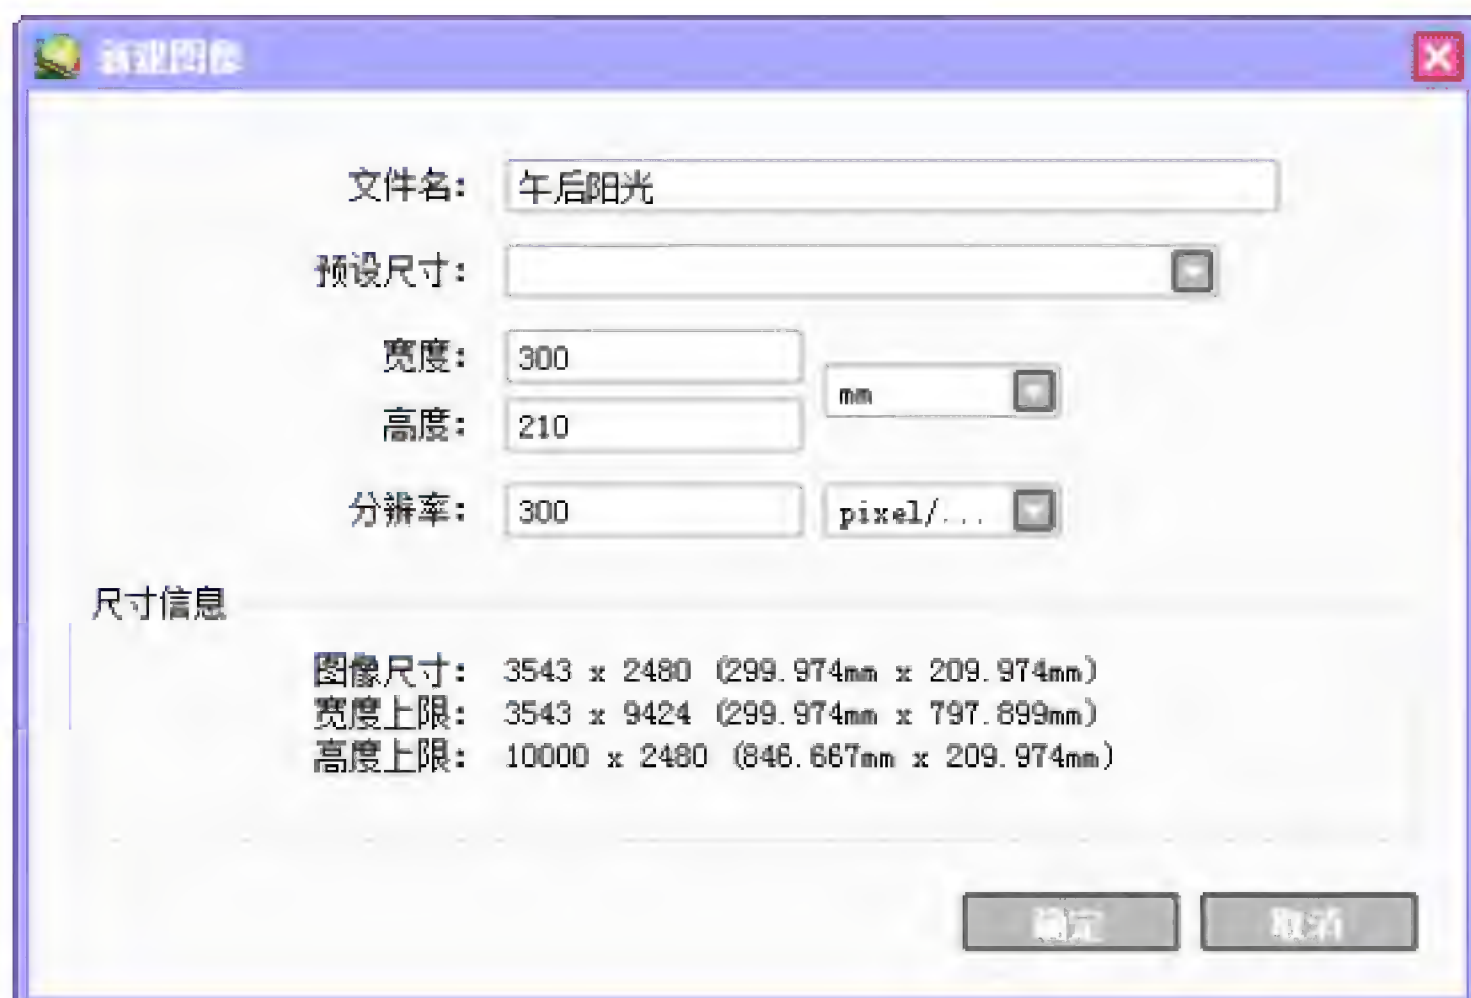 新建图像
文件名: 午后阳光
预设尺寸:
宽度: 300
mm
高度: 210
分辨率: 300 pixel/...
尺寸信息
图像尺寸: 3543 x 2480 (299.974mm x 209.974mm)
宽度上限: 3543 x 9424 (299.974mm x 797.899mm)
高度上限: 10000 x 2480 (846.667mm x 209.974mm)
确定 取消